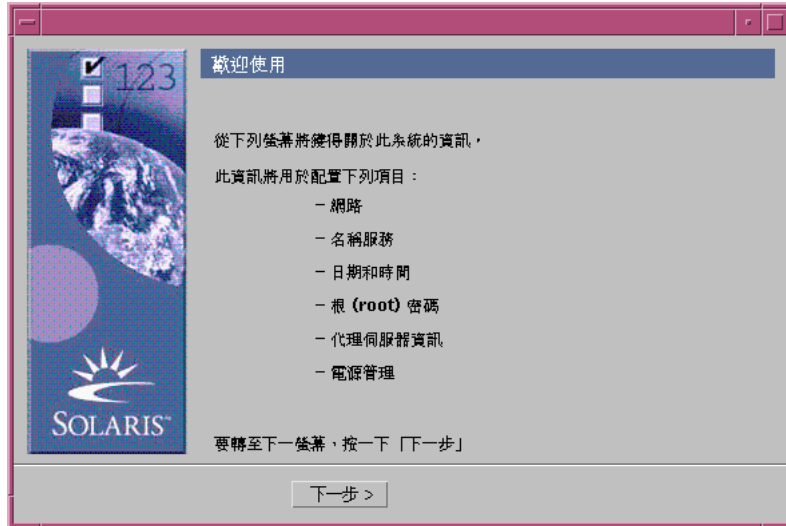 123
SOLARIS™
歡迎使用
從下列螢幕將獲得關於此系統的資訊，
此資訊將用於配置下列項目：
– 網路
– 名稱服務
– 日期和時間
– 根 (root) 密碼
– 代理伺服器資訊
– 電源管理
要轉至下一螢幕，按一下「下一步」
下一步 >